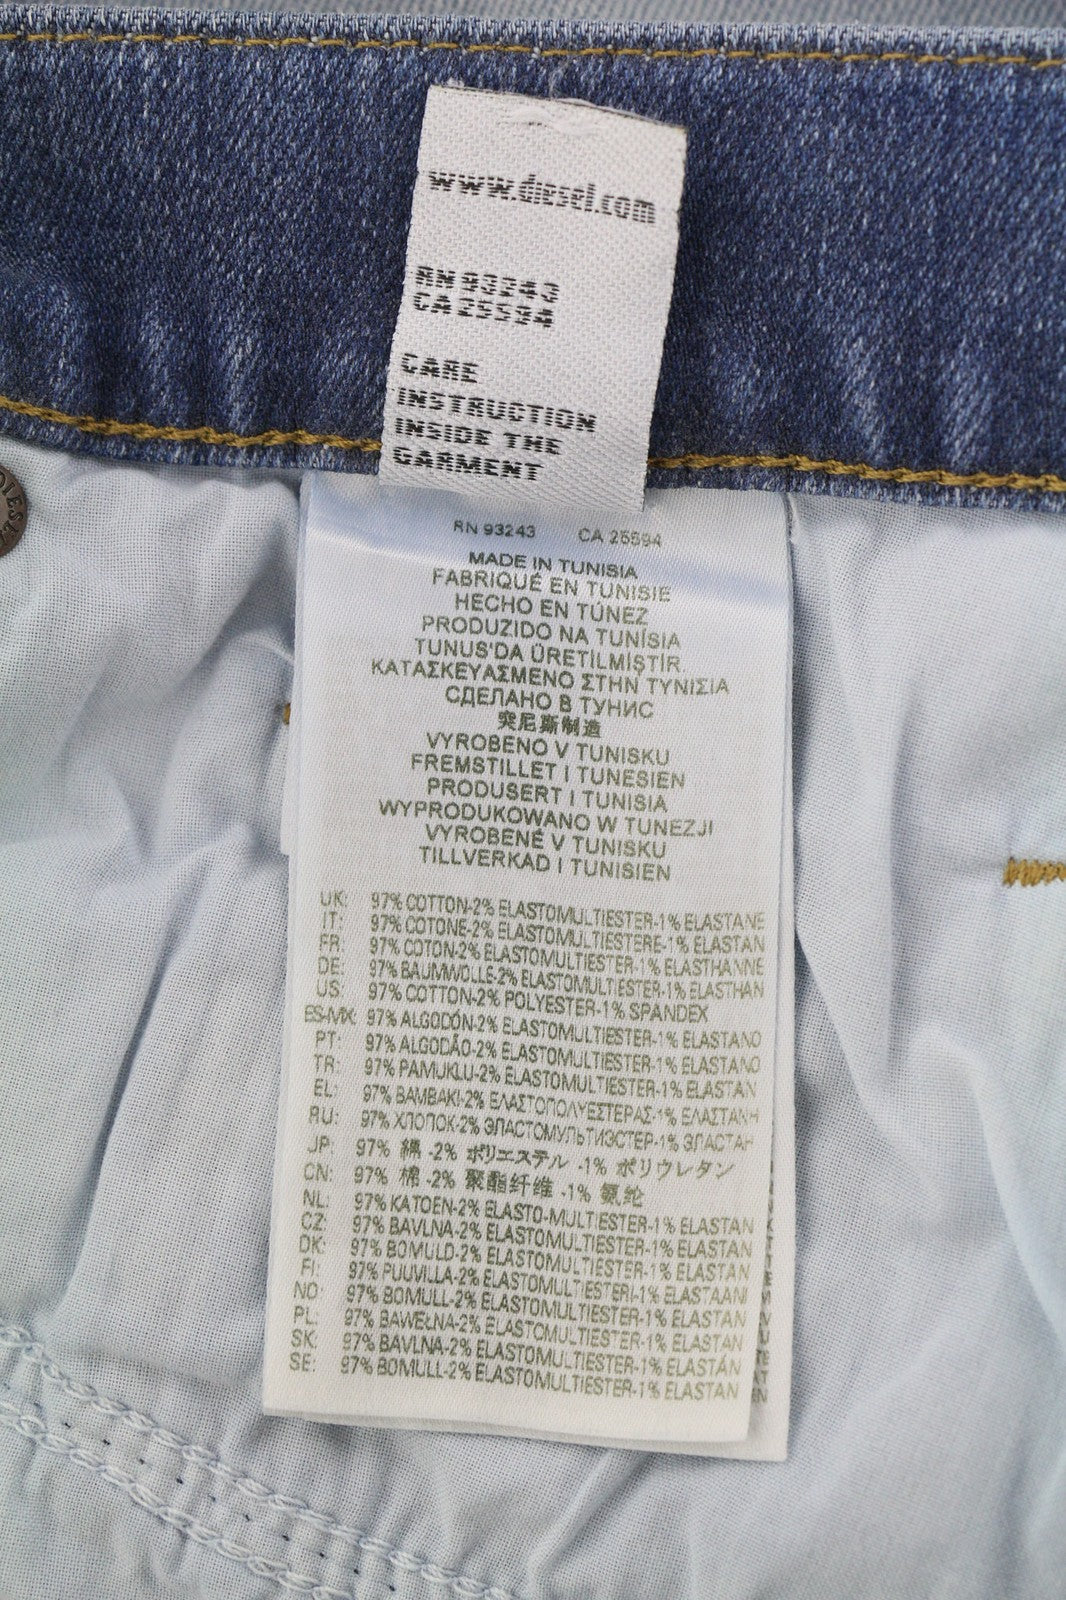 www.diesel.com
RN 93243
CA 25594
CARE
INSTRUCTION
INSIDE THE
GARMENT
RN 93243 CA 25594
MADE IN TUNISIA
FABRIQUÉ EN TUNISIE
HECHO EN TÚNEZ
PRODUZIDO NA TUNÍSIA
TUNUS'DA ÜRETİLMİŞTİR.
ΚΑΤΑΣΚΕΥΑΣΜΕΝΟ ΣΤΗΝ ΤΥΝΙΣΙΑ
СДЕЛАНО В ТУНИС
突尼斯制造
VYROBENO V TUNISKU
FREMSTILLET I TUNESIEN
PRODUSERT I TUNISIA
WYPRODUKOWANO W TUNEZJI
VYROBENÉ V TUNISKU
TILLVERKAD I TUNISIEN
UK: 97% COTTON-2% ELASTOMULTIESTER-1% ELASTANE
IT: 97% COTONE-2% ELASTOMULTIESTERE-1% ELASTAN
FR: 97% COTON-2% ELASTOMULTIESTER-1% ELASTHANNE
DE: 97% BAUMWOLLE-2% ELASTOMULTIESTER-1% ELASTHAN
US: 97% COTTON-2% POLYESTER-1% SPANDEX
ES-MX: 97% ALGODÓN-2% ELASTOMULTIESTER-1% ELASTANO
PT: 97% ALGODÃO-2% ELASTOMULTIESTER-1% ELASTANO
TR: 97% PAMUKLU-2% ELASTOMULTIESTER-1% ELASTAN
EL: 97% ΒΑΜΒΑΚΙ-2% ΕΛΑΣΤΟΠΟΛΥΕΣΤΕΡΑΣ-1% ΕΛΑΣΤΑΝΗ
RU: 97% ХЛОПОК-2% ЭЛАСТОМУЛЬТИЭСТЕР-1% ЭЛАСТАН
JP: 97% 綿 -2% ポリエステル -1% ポリウレタン
CN: 97% 棉 -2% 聚酯纤维 -1% 氨纶
NL: 97% KATOEN-2% ELASTO-MULTIESTER-1% ELASTAN
CZ: 97% BAVLNA-2% ELASTOMULTIESTER-1% ELASTAN
DK: 97% BOMULD-2% ELASTOMULTIESTER-1% ELASTAN
FI: 97% PUUVILLA-2% ELASTOMULTIESTERI-1% ELASTAANI
NO: 97% BOMULL-2% ELASTOMULTIESTER-1% ELASTAN
PL: 97% BAWEŁNA-2% ELASTOMULTIESTER-1% ELASTAN
SK: 97% BAVLNA-2% ELASTOMULTIESTER-1% ELASTÁN
SE: 97% BOMULL-2% ELASTOMULTIESTER-1% ELASTAN